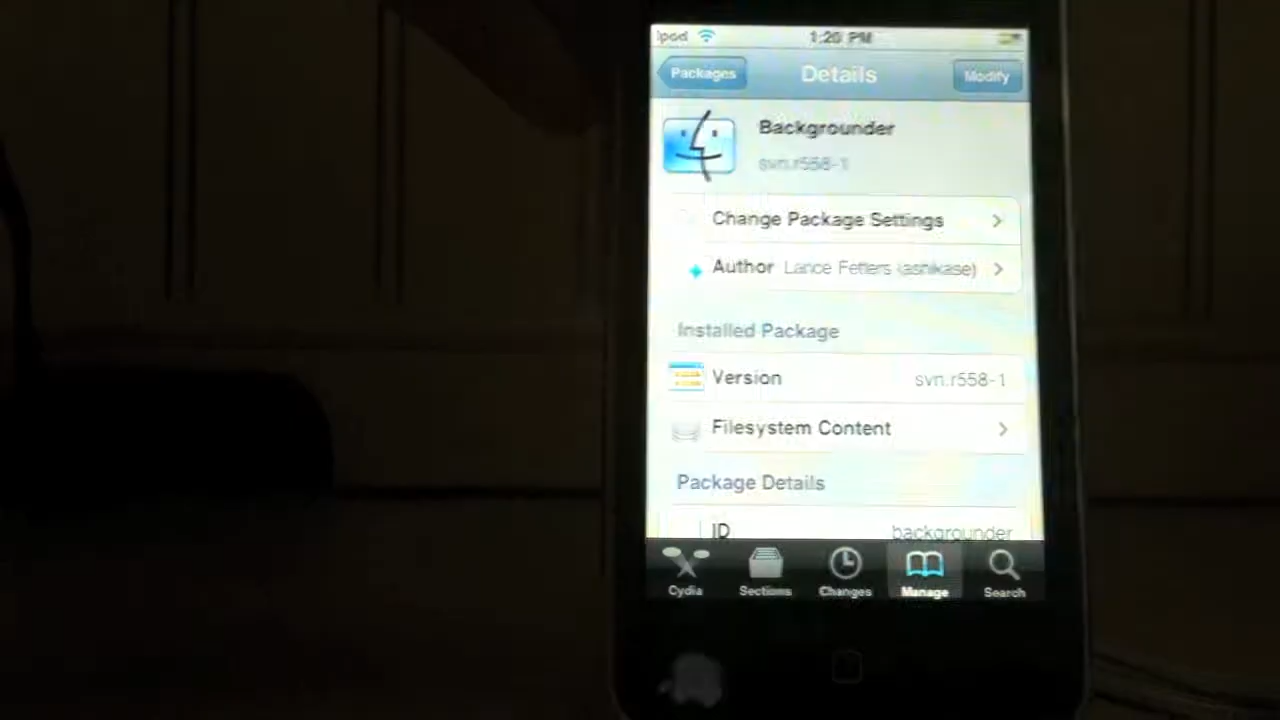 iPod 1:20 PM
Packages Details Modify
Backgrounder
svn.r558-1
Change Package Settings
Author Lance Fetters (ashikase)
Installed Package
Version svn.r558-1
Filesystem Content
Package Details
ID backgrounder
Cydia Sections Changes Manage Search